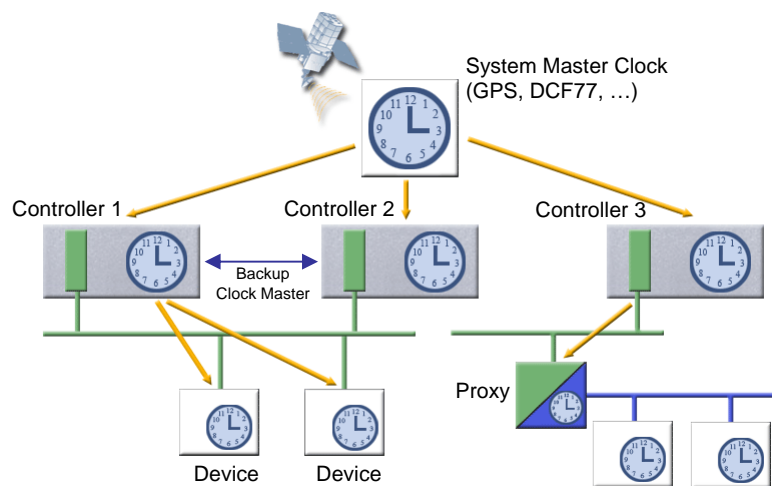 System Master Clock
(GPS, DCF77, …)
Controller 1
Controller 2
Controller 3
Backup
Clock Master
Proxy
Device
Device